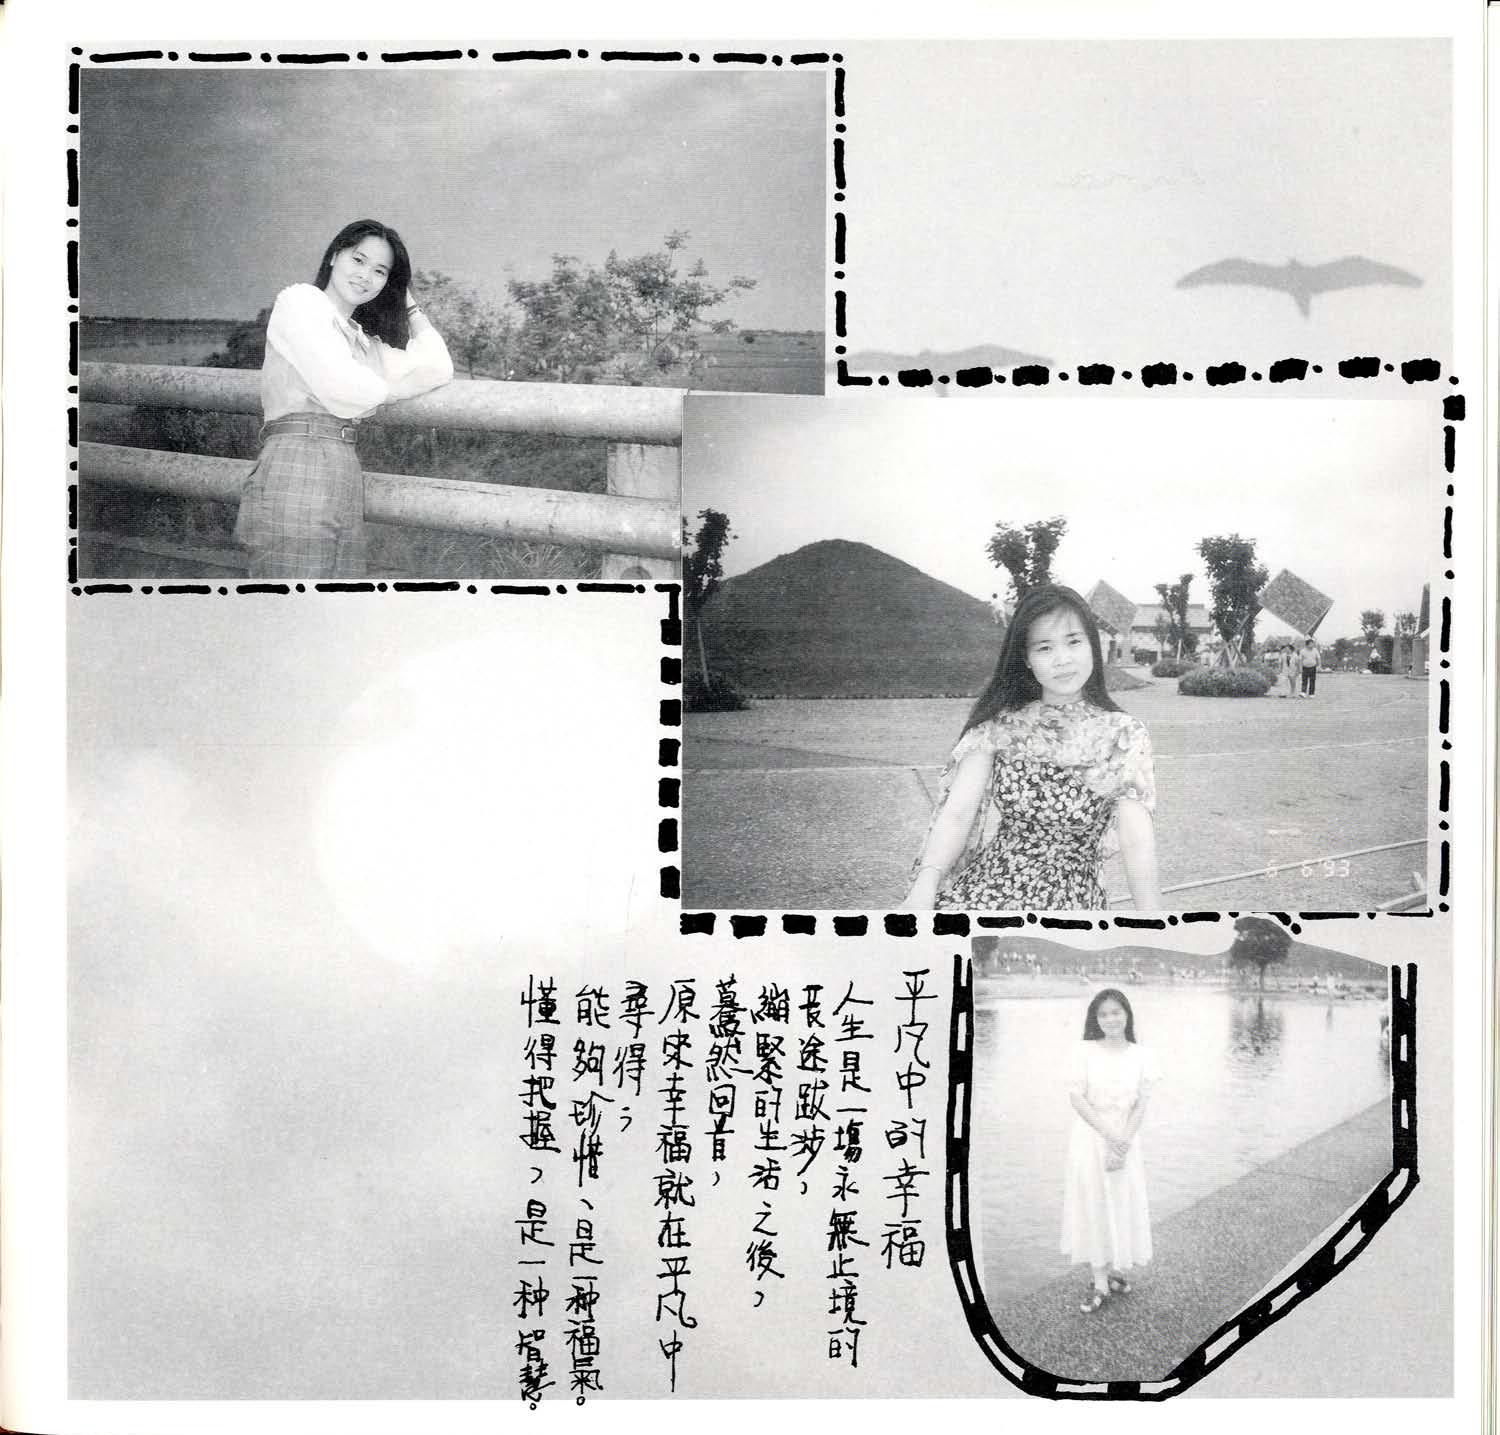 6 6'93
平凡中的幸福
人生是一場永無止境的
長途跋涉，
繃緊的生活之後，
驀然回首，
原來幸福就在平凡中
尋得；
能夠珍惜、是一种福氣。
懂得把握，是一种智慧。